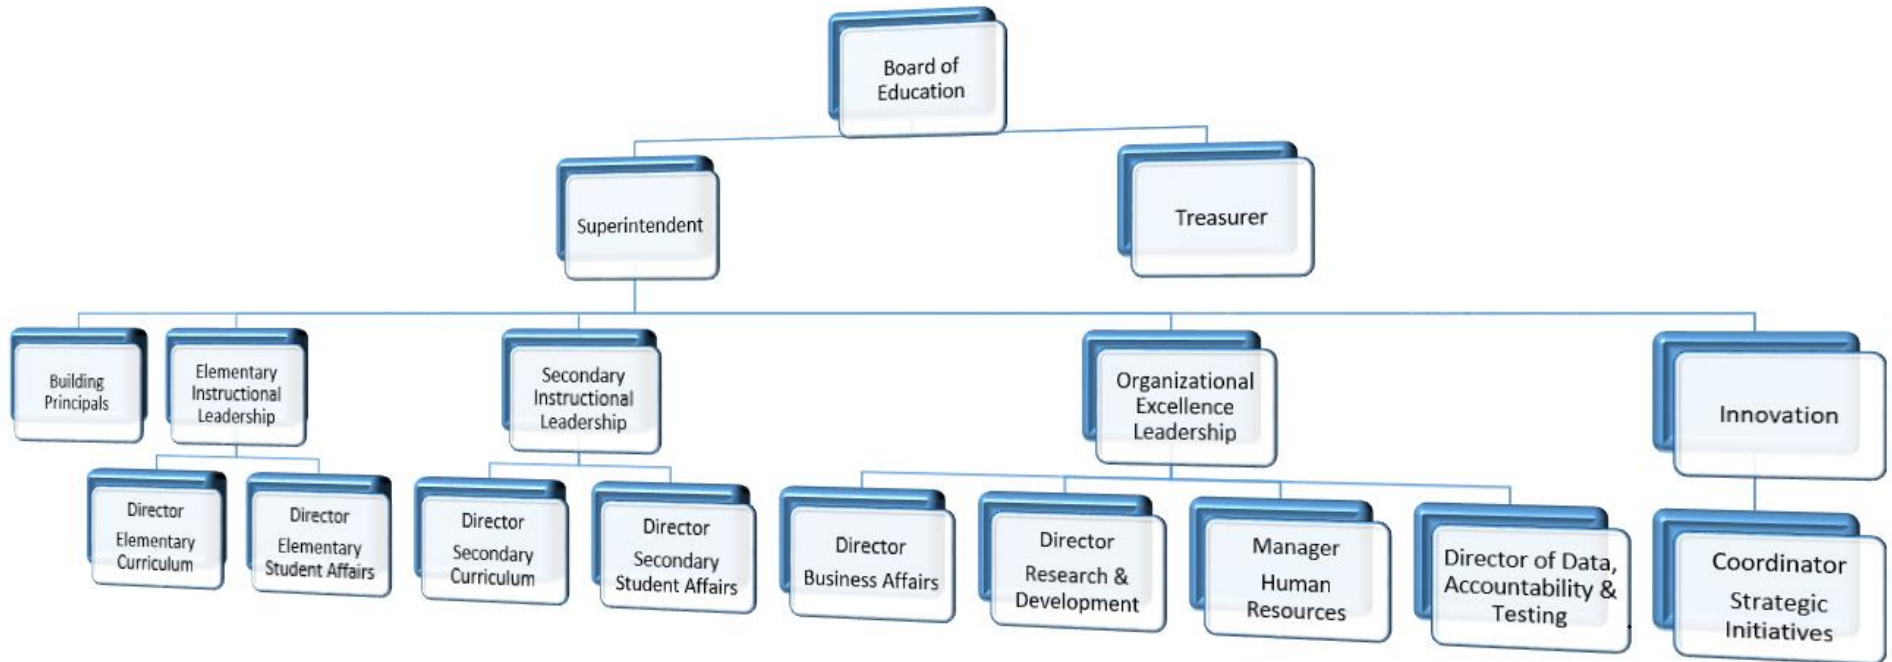 Board of
Education
Superintendent
Treasurer
Building
Principals
Elementary
Instructional
Leadership
Secondary
Instructional
Leadership
Organizational
Excellence
Leadership
Innovation
Director
Elementary
Curriculum
Director
Elementary
Student Affairs
Director
Secondary
Curriculum
Director
Secondary
Student Affairs
Director
Business Affairs
Director
Research &
Development
Manager
Human
Resources
Director of Data,
Accountability &
Testing
Coordinator
Strategic
Initiatives